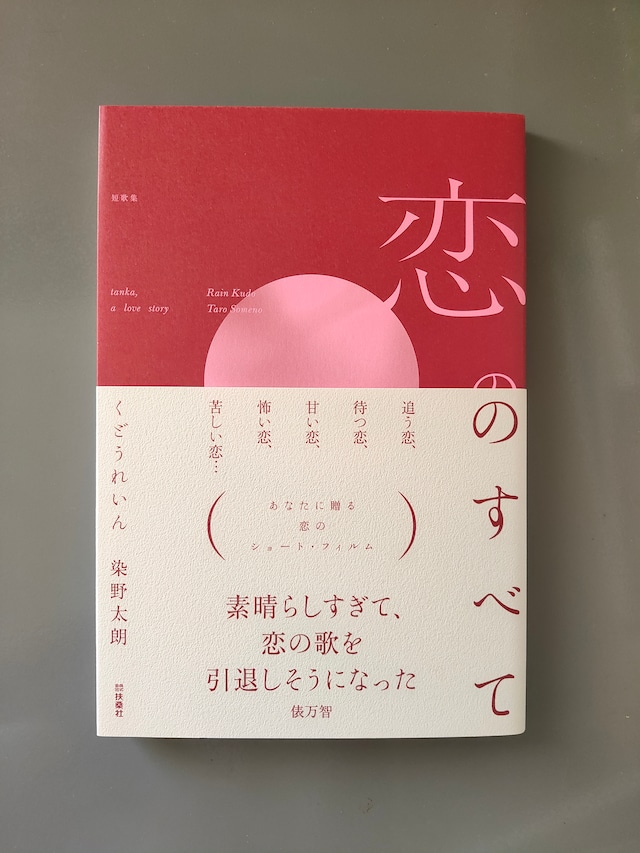 短歌集
恋の
tanka,
a love story
Rain Kudo
Taro Someno
のすべて
追う恋、
待つ恋、
甘い恋、
怖い恋、
苦しい恋…
あなたに贈る
恋の
ショート・フィルム
くどうれいん 染野太朗
素晴らしすぎて、
恋の歌を
引退しそうになった
俵万智
扶桑社